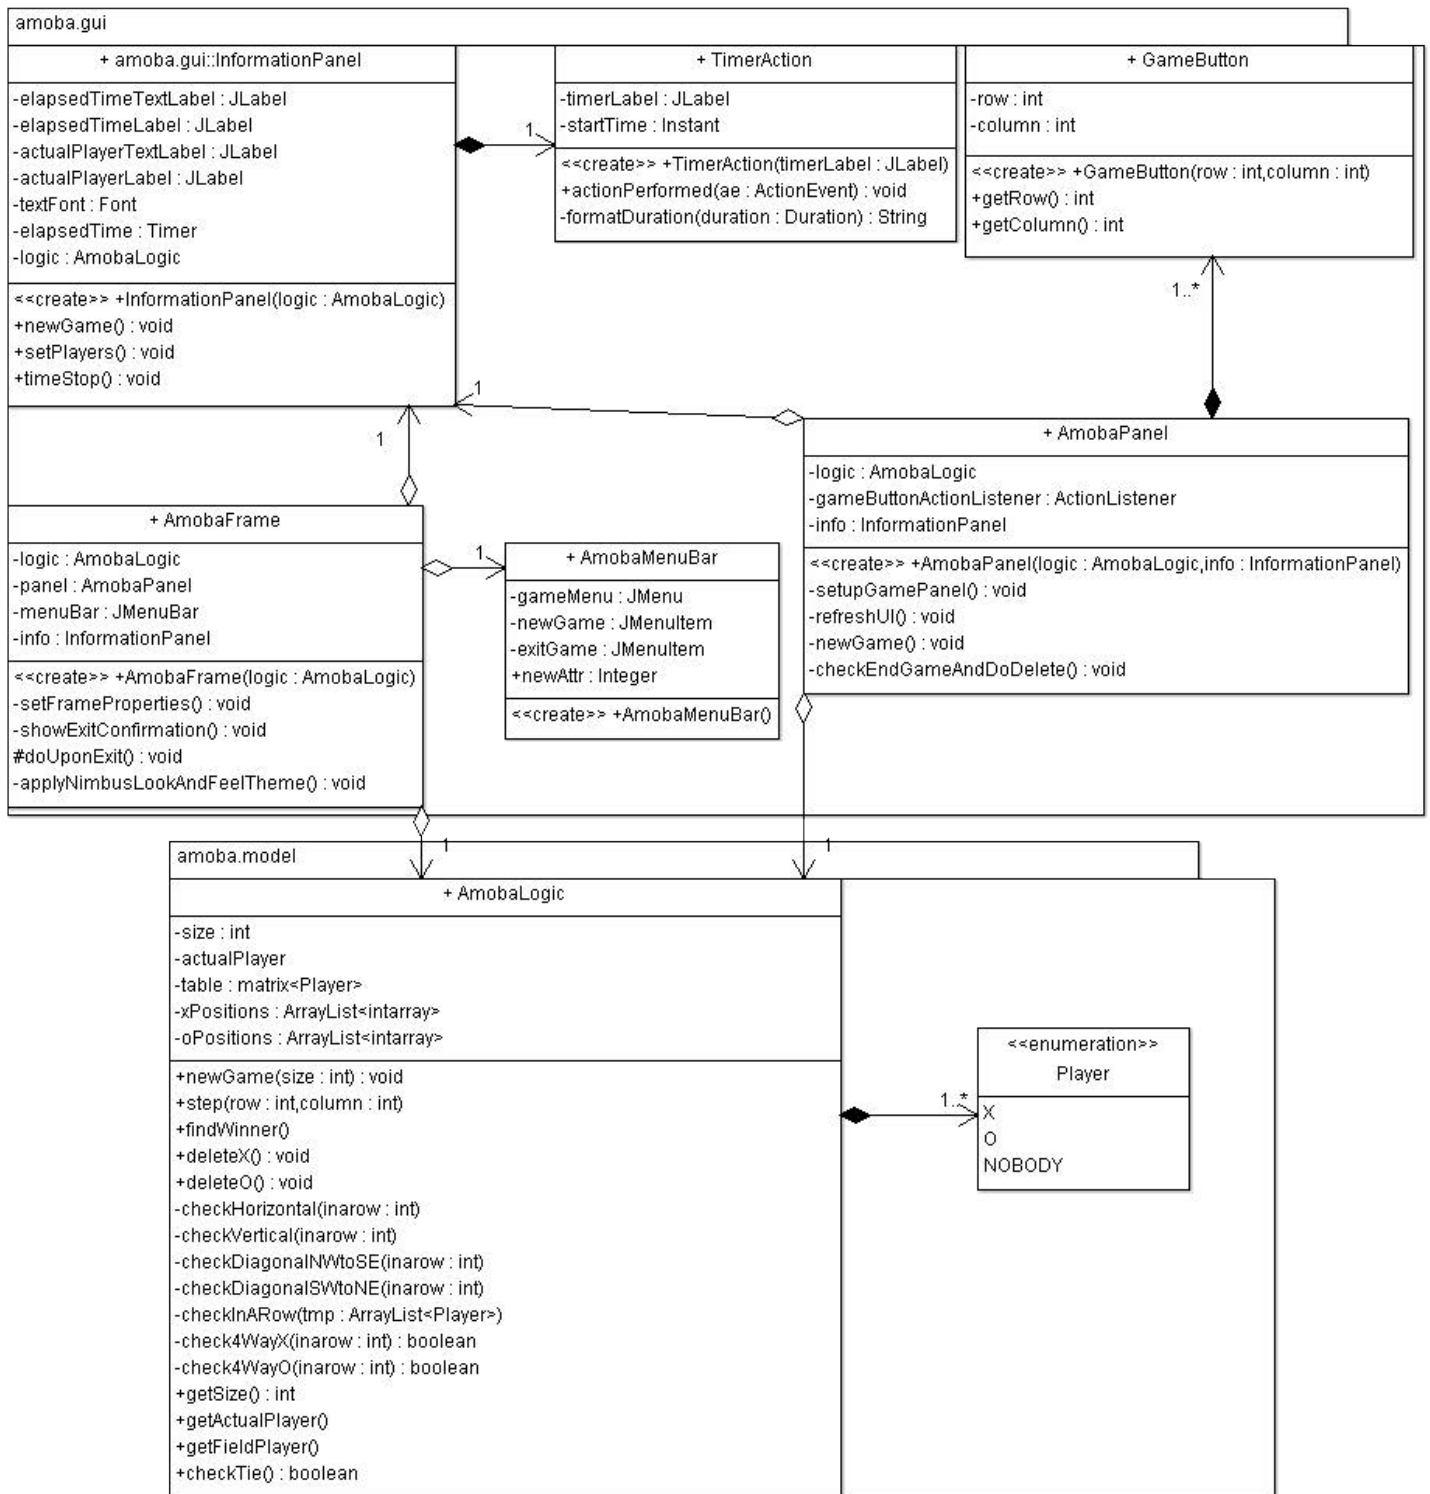 amoba.gui
+ amoba.gui::InformationPanel
-elapsedTimeTextLabel : JLabel
-elapsedTimeLabel : JLabel
-actualPlayerTextLabel : JLabel
-actualPlayerLabel : JLabel
-textFont : Font
-elapsedTime : Timer
-logic : AmobaLogic
<<create>> +InformationPanel(logic : AmobaLogic)
+newGame() : void
+setPlayers() : void
+timeStop() : void
1
+ TimerAction
-timerLabel : JLabel
-startTime : Instant
<<create>> +TimerAction(timerLabel : JLabel)
+actionPerformed(ae : ActionEvent) : void
-formatDuration(duration : Duration) : String
+ GameButton
-row : int
-column : int
<<create>> +GameButton(row : int,column : int)
+getRow() : int
+getColumn() : int
1..*
1
1
+ AmobaPanel
-logic : AmobaLogic
-gameButtonActionListener : ActionListener
-info : InformationPanel
<<create>> +AmobaPanel(logic : AmobaLogic,info : InformationPanel)
-setupGamePanel() : void
-refreshUI() : void
-newGame() : void
-checkEndGameAndDoDelete() : void
+ AmobaFrame
-logic : AmobaLogic
-panel : AmobaPanel
-menuBar : JMenuBar
-info : InformationPanel
<<create>> +AmobaFrame(logic : AmobaLogic)
-setFrameProperties() : void
-showExitConfirmation() : void
#doUponExit() : void
-applyNimbusLookAndFeelTheme() : void
1
+ AmobaMenuBar
-gameMenu : JMenu
-newGame : JMenuItem
-exitGame : JMenuItem
+newAttr : Integer
<<create>> +AmobaMenuBar()
1
1
amoba.model
+ AmobaLogic
-size : int
-actualPlayer
-table : matrix<Player>
-xPositions : ArrayList<intarray>
-oPositions : ArrayList<intarray>
+newGame(size : int) : void
+step(row : int,column : int)
+findWinner()
+deleteX() : void
+deleteO() : void
-checkHorizontal(inarow : int)
-checkVertical(inarow : int)
-checkDiagonalNWtoSE(inarow : int)
-checkDiagonalSWtoNE(inarow : int)
-checkInARow(tmp : ArrayList<Player>)
-check4WayX(inarow : int) : boolean
-check4WayO(inarow : int) : boolean
+getSize() : int
+getActualPlayer()
+getFieldPlayer()
+checkTie() : boolean
1..*
<<enumeration>>
Player
X
O
NOBODY